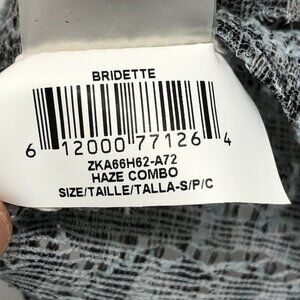 BRIDETTE
6 12000 77126 4
ZKA66H62-A72
HAZE COMBO
SIZE/TAILLE/TALLA-S/P/C